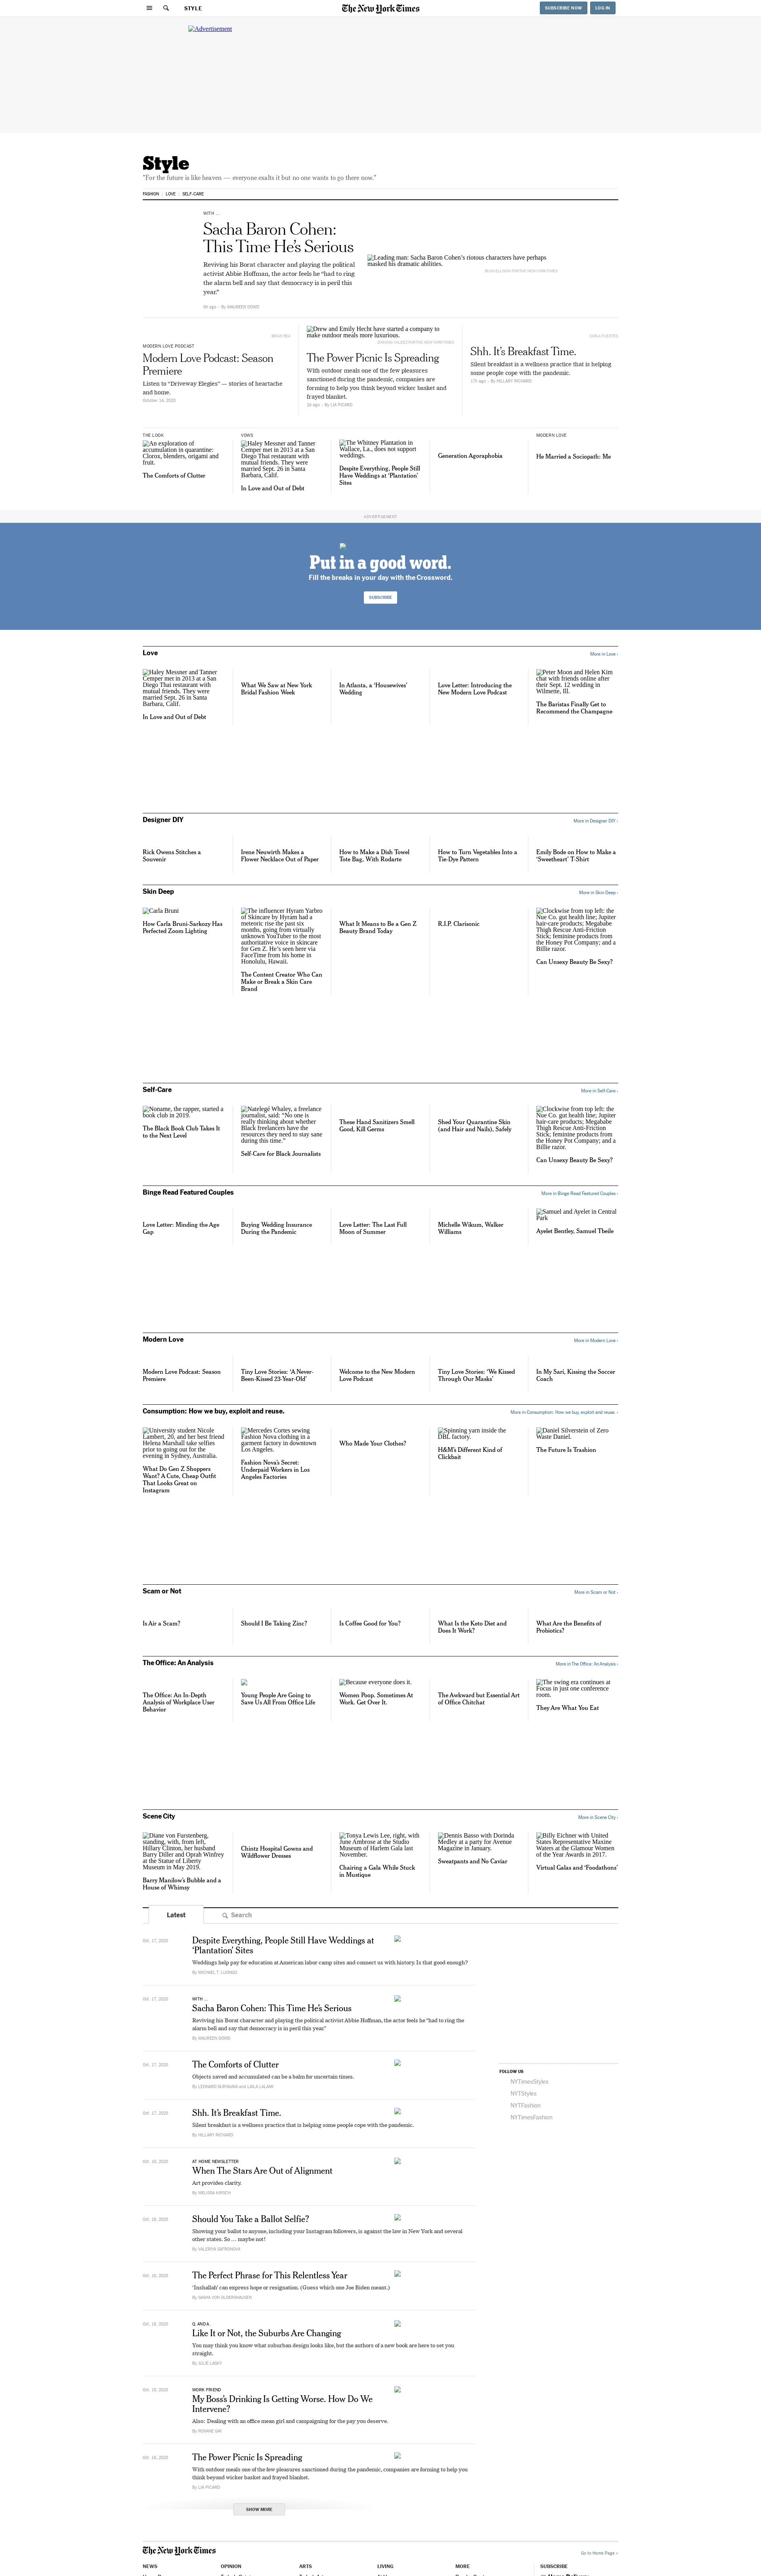 STYLE
The New York Times
SUBSCRIBE NOW
LOG IN
Advertisement
Style
"For the future is like heaven — everyone exalts it but no one wants to go there now."
FASHION
LOVE
SELF-CARE
WITH ...
Sacha Baron Cohen:
This Time He's Serious
Reviving his Borat character and playing the political
activist Abbie Hoffman, the actor feels he "had to ring
the alarm bell and say that democracy is in peril this
year."
By MAUREEN DOWD
Leading man: Sacha Baron Cohen's riotous characters have perhaps
masked his dramatic abilities.
MODERN LOVE PODCAST
Modern Love Podcast: Season
Premiere
Listen to "Driveway Elegies" — stories of heartache
and home.
October 14, 2020
Drew and Emily Hecht have started a company to
make outdoor meals more luxurious.
The Power Picnic Is Spreading
With outdoor meals one of the few pleasures
sanctioned during the pandemic, companies are
forming to help you think beyond wicker basket and
frayed blanket.
By LIA PICARD
Shh. It's Breakfast Time.
Silent breakfast is a wellness practice that is helping
some people cope with the pandemic.
17h ago · By HILLARY RICHARD
THE LOOK
An exploration of
accumulation in quarantine:
Clorox, blenders, origami and
fruit.
The Comforts of Clutter
VOWS
Haley Messner and Tanner
Cemper met in 2013 at a San
Diego Thai restaurant with
mutual friends. They were
married Sept. 26 in Santa
Barbara, Calif.
In Love and Out of Debt
The Whitney Plantation in
Wallace, La., does not support
weddings.
Despite Everything, People Still
Have Weddings at 'Plantation'
Sites
Generation Agoraphobia
MODERN LOVE
He Married a Sociopath: Me
ADVERTISEMENT
Put in a good word.
Fill the breaks in your day with the Crossword.
SUBSCRIBE
Love
More in Love ›
Haley Messner and Tanner
Cemper met in 2013 at a San
Diego Thai restaurant with
mutual friends. They were
married Sept. 26 in Santa
Barbara, Calif.
In Love and Out of Debt
What We Saw at New York
Bridal Fashion Week
In Atlanta, a 'Housewives'
Wedding
Love Letter: Introducing the
New Modern Love Podcast
Peter Moon and Helen Kim
chat with friends online after
their Sept. 12 wedding in
Wilmette, Ill.
The Baristas Finally Get to
Recommend the Champagne
Designer DIY
More in Designer DIY ›
Rick Owens Stitches a
Souvenir
Irene Neuwirth Makes a
Flower Necklace Out of Paper
How to Make a Dish Towel
Tote Bag, With Rodarte
How to Turn Vegetables Into a
Tie-Dye Pattern
Emily Bode on How to Make a
'Sweetheart' T-Shirt
Skin Deep
More in Skin Deep ›
Carla Bruni
How Carla Bruni-Sarkozy Has
Perfected Zoom Lighting
The influencer Hyram Yarbro
of Skincare by Hyram had a
meteoric rise the past six
months, going from virtually
unknown YouTuber to the most
authoritative voice in skincare
for Gen Z. He's seen here via
FaceTime from his home in
Honolulu, Hawaii.
The Content Creator Who Can
Make or Break a Skin Care
Brand
What It Means to Be a Gen Z
Beauty Brand Today
R.I.P. Clarisonic
Clockwise from top left: the
Nue Co. gut health line; Jupiter
hair-care products; Megababe
Thigh Rescue Anti-Friction
Stick; feminine products from
the Honey Pot Company; and a
Billie razor.
Can Unsexy Beauty Be Sexy?
Self-Care
More in Self-Care ›
Noname, the rapper, started a
book club in 2019.
The Black Book Club Takes It
to the Next Level
Natelegé Whaley, a freelance
journalist, said: "No one is
really thinking about whether
Black freelancers have the
resources they need to stay sane
during this time."
Self-Care for Black Journalists
These Hand Sanitizers Smell
Good, Kill Germs
Shed Your Quarantine Skin
(and Hair and Nails), Safely
Clockwise from top left: the
Nue Co. gut health line; Jupiter
hair-care products; Megababe
Thigh Rescue Anti-Friction
Stick; feminine products from
the Honey Pot Company; and a
Billie razor.
Can Unsexy Beauty Be Sexy?
Binge Read Featured Couples
More in Binge Read Featured Couples ›
Love Letter: Minding the Age
Gap
Buying Wedding Insurance
During the Pandemic
Love Letter: The Last Full
Moon of Summer
Michelle Wikum, Walker
Williams
Samuel and Ayelet in Central
Park
Ayelet Bentley, Samuel Tbeile
Modern Love
More in Modern Love ›
Modern Love Podcast: Season
Premiere
Tiny Love Stories: 'A Never-
Been-Kissed 23-Year-Old'
Welcome to the New Modern
Love Podcast
Tiny Love Stories: 'We Kissed
Through Our Masks'
In My Sari, Kissing the Soccer
Coach
Consumption: How we buy, exploit and reuse.
More in Consumption: How we buy, exploit and reuse. ›
University student Nicole
Lambert, 20, and her best friend
Helena Marshall take selfies
prior to going out for the
evening in Sydney, Australia.
What Do Gen Z Shoppers
Want? A Cute, Cheap Outfit
That Looks Great on
Instagram
Mercedes Cortes sewing
Fashion Nova clothing in a
garment factory in downtown
Los Angeles.
Fashion Nova's Secret:
Underpaid Workers in Los
Angeles Factories
Who Made Your Clothes?
Spinning yarn inside the
DBL factory.
H&M's Different Kind of
Clickbait
Daniel Silverstein of Zero
Waste Daniel.
The Future Is Trashion
Scam or Not
More in Scam or Not ›
Is Air a Scam?
Should I Be Taking Zinc?
Is Coffee Good for You?
What Is the Keto Diet and
Does It Work?
What Are the Benefits of
Probiotics?
The Office: An Analysis
More in The Office: An Analysis ›
The Office: An In-Depth
Analysis of Workplace User
Behavior
Young People Are Going to
Save Us All From Office Life
Because everyone does it.
Women Poop. Sometimes At
Work. Get Over It.
The Awkward but Essential Art
of Office Chitchat
The swing era continues at
Focus in just one conference
room.
They Are What You Eat
Scene City
More in Scene City ›
Diane von Furstenberg,
standing, with, from left,
Hillary Clinton, her husband
Barry Diller and Oprah Winfrey
at the Statue of Liberty
Museum in May 2019.
Barry Manilow's Bubble and a
House of Whimsy
Chintz Hospital Gowns and
Wildflower Dresses
Tonya Lewis Lee, right, with
June Ambrose at the Studio
Museum of Harlem Gala last
November.
Chairing a Gala While Stuck
in Mustique
Dennis Basso with Dorinda
Medley at a party for Avenue
Magazine in January.
Sweatpants and No Caviar
Billy Eichner with United
States Representative Maxine
Waters at the Glamour Women
of the Year Awards in 2017.
Virtual Galas and 'Foodathons'
Latest
Search
Oct. 17, 2020
Despite Everything, People Still Have Weddings at
'Plantation' Sites
Weddings help pay for education at American labor camp sites and connect us with history. Is that good enough?
By MICHAEL T. LUONGO
Oct. 17, 2020
WITH ...
Sacha Baron Cohen: This Time He's Serious
Reviving his Borat character and playing the political activist Abbie Hoffman, the actor feels he "had to ring the
alarm bell and say that democracy is in peril this year."
By MAUREEN DOWD
Oct. 17, 2020
The Comforts of Clutter
Objects saved and accumulated can be a balm for uncertain times.
By LEONARD SURYAJAYA and LAILA LALAMI
Oct. 17, 2020
Shh. It's Breakfast Time.
Silent breakfast is a wellness practice that is helping some people cope with the pandemic.
By HILLARY RICHARD
Oct. 16, 2020
AT HOME NEWSLETTER
When The Stars Are Out of Alignment
Art provides clarity.
By MELISSA KIRSCH
Oct. 16, 2020
Should You Take a Ballot Selfie?
Showing your ballot to anyone, including your Instagram followers, is against the law in New York and several
other states. So ... maybe not!
By VALERIYA SAFRONOVA
Oct. 16, 2020
The Perfect Phrase for This Relentless Year
'Inshallah' can express hope or resignation. (Guess which one Joe Biden meant.)
By SASHA VON OLDERSHAUSEN
Oct. 16, 2020
Q. AND A.
Like It or Not, the Suburbs Are Changing
You may think you know what suburban design looks like, but the authors of a new book are here to set you
straight.
By JULIE LASKY
Oct. 16, 2020
WORK FRIEND
My Boss's Drinking Is Getting Worse. How Do We
Intervene?
Also: Dealing with an office mean girl and campaigning for the pay you deserve.
By ROXANE GAY
Oct. 16, 2020
The Power Picnic Is Spreading
With outdoor meals one of the few pleasures sanctioned during the pandemic, companies are forming to help you
think beyond wicker basket and frayed blanket.
By LIA PICARD
SHOW MORE
FOLLOW US
NYTimesStyles
NYTStyles
NYTFashion
NYTimesFashion
The New York Times
Go to Home Page »
NEWS
OPINION
ARTS
LIVING
MORE
SUBSCRIBE